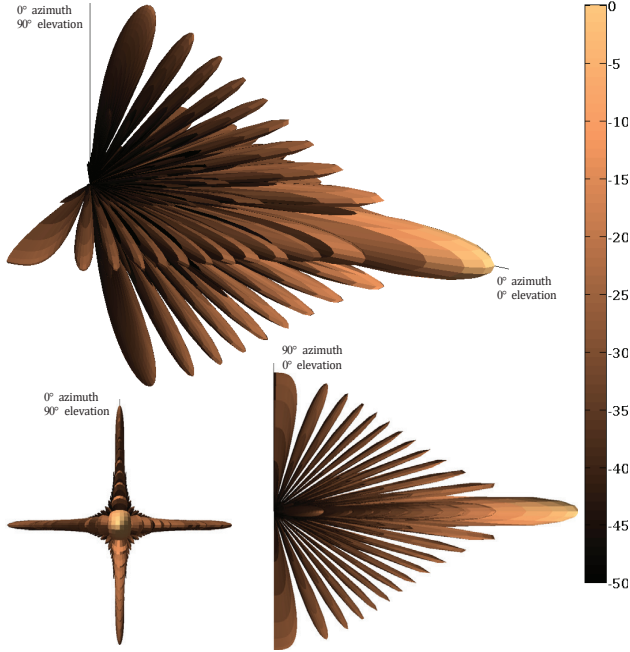 0° azimuth
90° elevation
0° azimuth
0° elevation
90° azimuth
0° elevation
0° azimuth
90° elevation
0
-5
-10
-15
-20
-25
-30
-35
-40
-45
-50